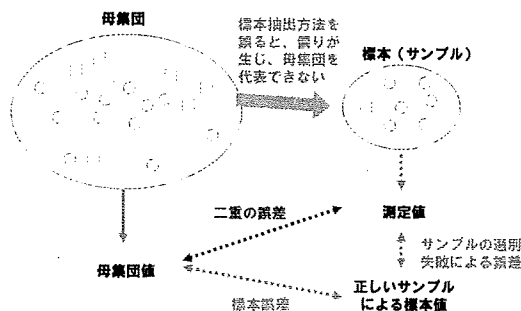 母集団
標本抽出方法を
誤ると、偏りが
生じ、母集団を
代表できない
標本（サンプル）
二重の誤差
測定値
サンプルの選別
失敗による誤差
母集団値
標本誤差
正しいサンプル
による標本値